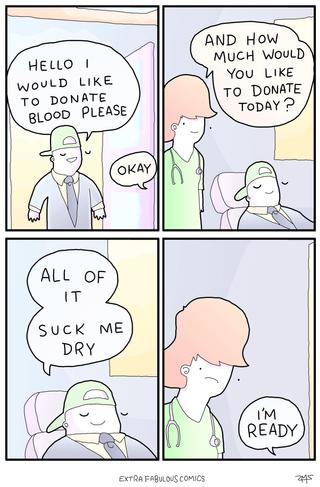 HELLO I
WOULD LIKE
TO DONATE
BLOOD PLEASE
OKAY
AND HOW
MUCH WOULD
YOU LIKE
TO DONATE
TODAY?
ALL OF
IT
SUCK ME
DRY
I'M
READY
EXTRA FABULOUS COMICS